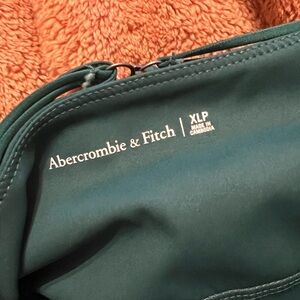 Abercrombie & Fitch | XLP
MADE IN
CAMBODIA